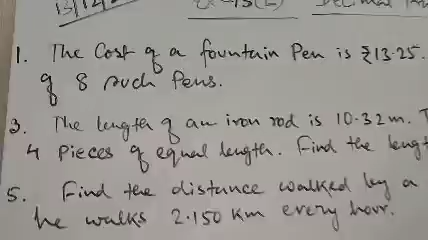 1. The Cost of a fountain Pen is ₹13.25.
of 8 such Pens.
3. The length of an iron rod is 10.32m.
4 Pieces of equal length. Find the
5. Find the distance walked by a
he walks 2.150 Km every hour.